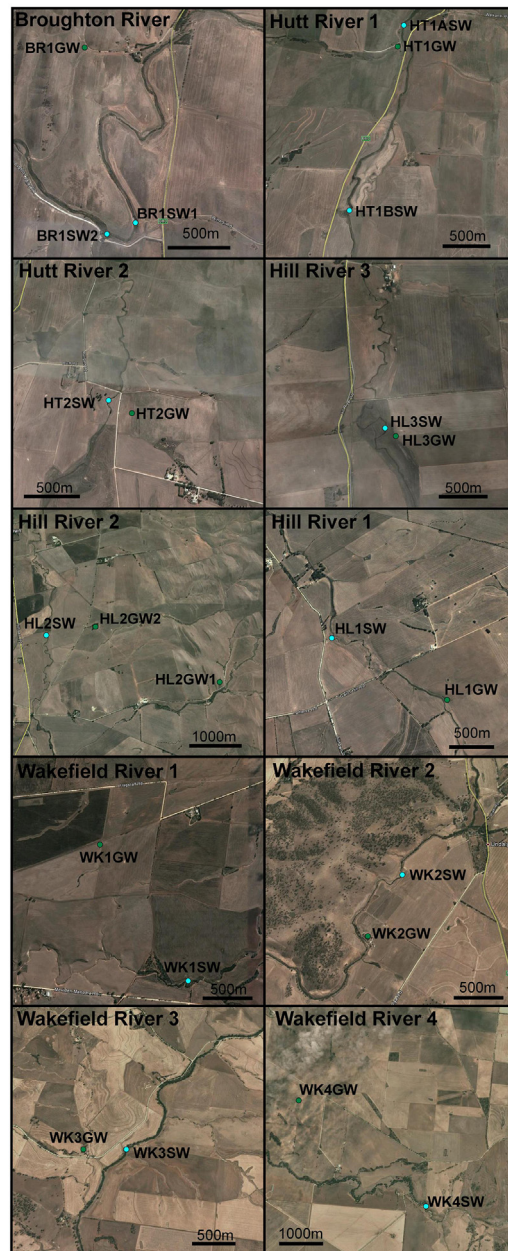 Broughton River
BR1GW
BR1SW1
BR1SW2
500m
Hutt River 1
HT1ASW
HT1GW
HT1BSW
500m
Hutt River 2
HT2SW
HT2GW
500m
Hill River 3
HL3SW
HL3GW
500m
Hill River 2
HL2SW
HL2GW2
HL2GW1
1000m
Hill River 1
HL1SW
HL1GW
500m
Wakefield River 1
WK1GW
WK1SW
500m
Wakefield River 2
WK2SW
WK2GW
500m
Wakefield River 3
WK3GW
WK3SW
500m
Wakefield River 4
WK4GW
WK4SW
1000m